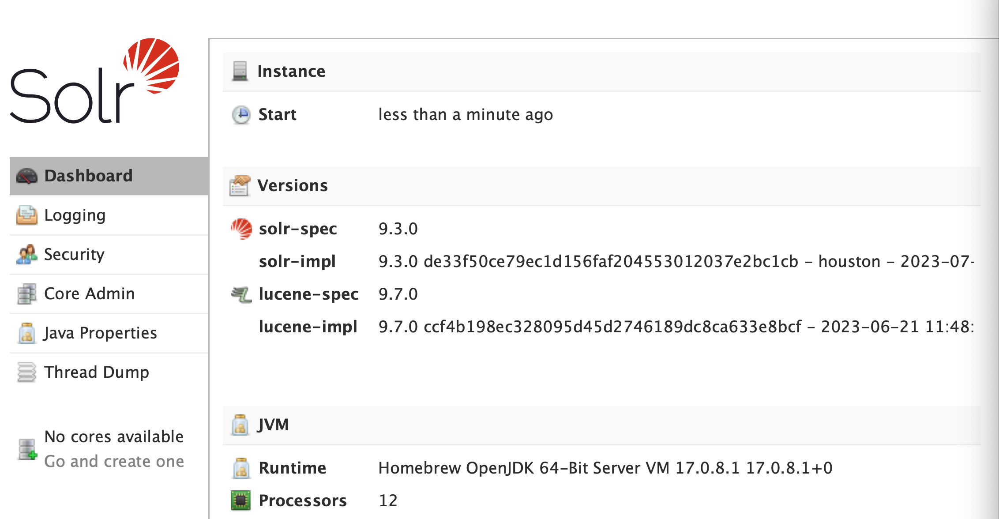 Solr
Dashboard
Logging
Security
Core Admin
Java Properties
Thread Dump
No cores available
Go and create one
Instance
Start less than a minute ago
Versions
solr-spec 9.3.0
solr-impl 9.3.0 de33f50ce79ec1d156faf204553012037e2bc1cb - houston - 2023-07-
lucene-spec 9.7.0
lucene-impl 9.7.0 ccf4b198ec328095d45d2746189dc8ca633e8bcf - 2023-06-21 11:48:
JVM
Runtime Homebrew OpenJDK 64-Bit Server VM 17.0.8.1 17.0.8.1+0
Processors 12